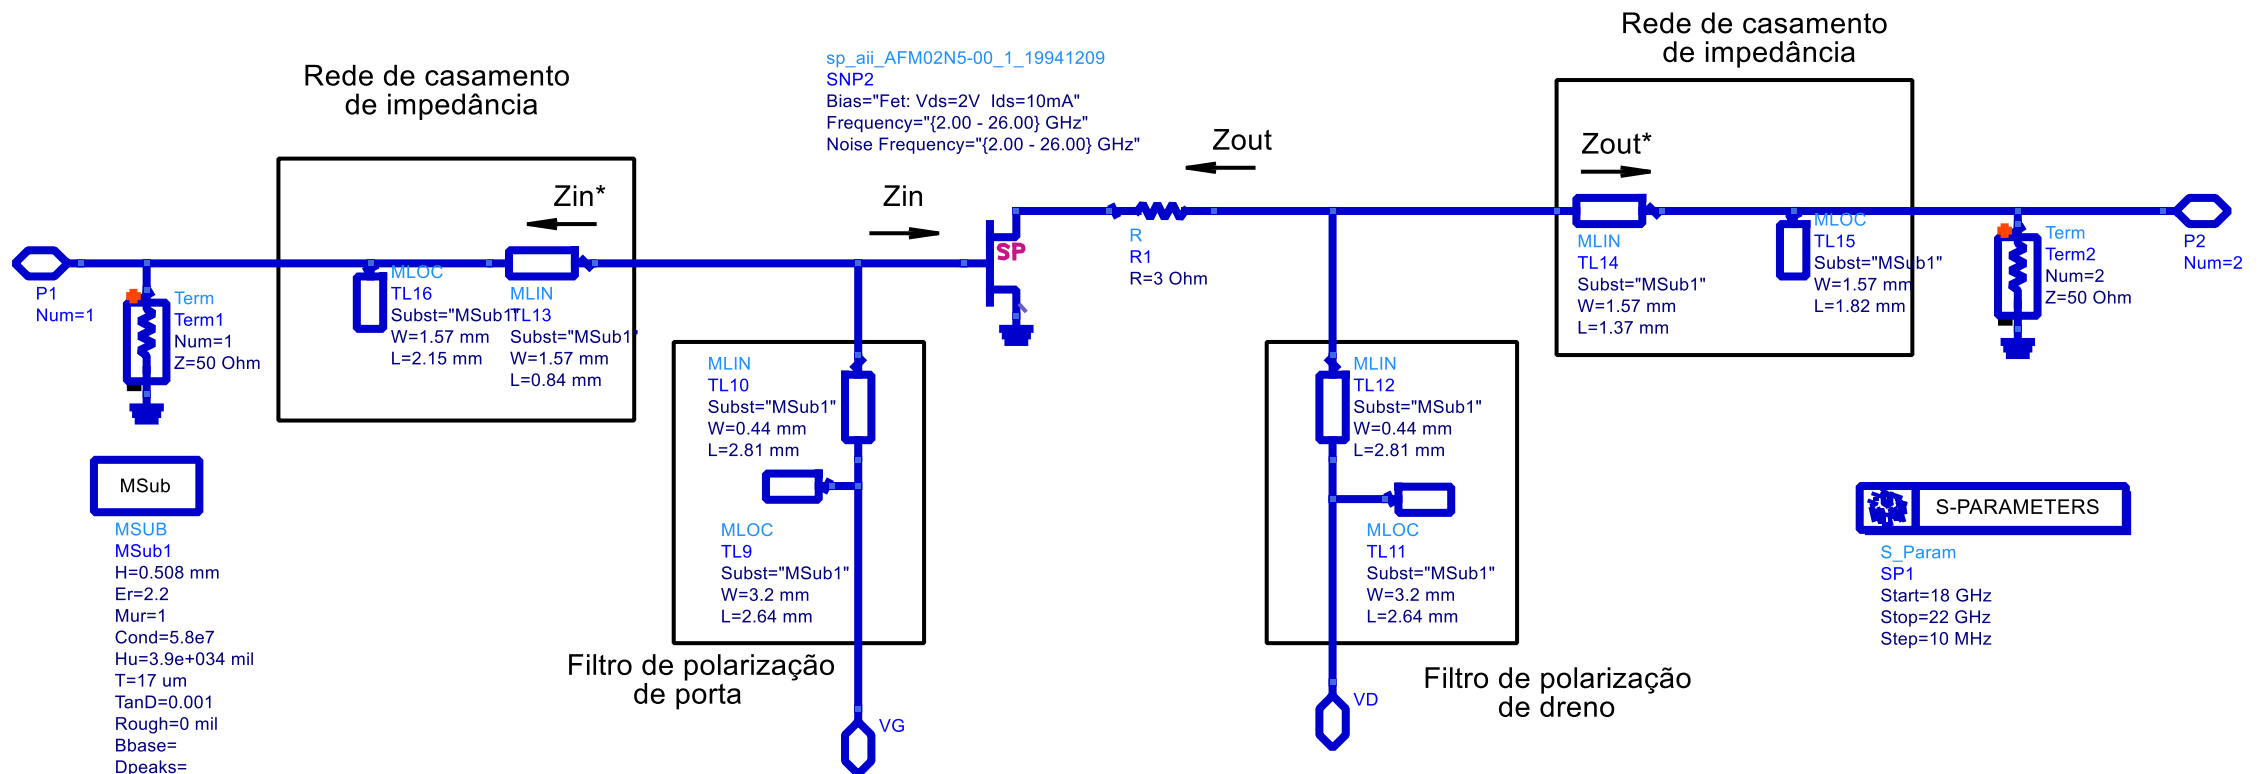 Rede de casamento
de impedância
Rede de casamento
de impedância
sp_aii_AFM02N5-00_1_19941209
SNP2
Bias="Fet: Vds=2V  Ids=10mA"
Frequency="{2.00 - 26.00} GHz"
Noise Frequency="{2.00 - 26.00} GHz"
Zin*
Zin
Zout
Zout*
SP
P1
Num=1
Term
Term1
Num=1
Z=50 Ohm
MLOC
TL16
Subst="MSub1"
W=1.57 mm
L=2.15 mm
MLIN
TL13
Subst="MSub1"
W=1.57 mm
L=0.84 mm
R
R1
R=3 Ohm
MLIN
TL14
Subst="MSub1"
W=1.57 mm
L=1.37 mm
MLOC
TL15
Subst="MSub1"
W=1.57 mm
L=1.82 mm
Term
Term2
Num=2
Z=50 Ohm
P2
Num=2
MLIN
TL10
Subst="MSub1"
W=0.44 mm
L=2.81 mm
MLOC
TL9
Subst="MSub1"
W=3.2 mm
L=2.64 mm
MLIN
TL12
Subst="MSub1"
W=0.44 mm
L=2.81 mm
MLOC
TL11
Subst="MSub1"
W=3.2 mm
L=2.64 mm
MSub
MSUB
MSub1
H=0.508 mm
Er=2.2
Mur=1
Cond=5.8e7
Hu=3.9e+034 mil
T=17 um
TanD=0.001
Rough=0 mil
Bbase=
Dpeaks=
S-PARAMETERS
S_Param
SP1
Start=18 GHz
Stop=22 GHz
Step=10 MHz
Filtro de polarização
de porta
VG
Filtro de polarização
de dreno
VD